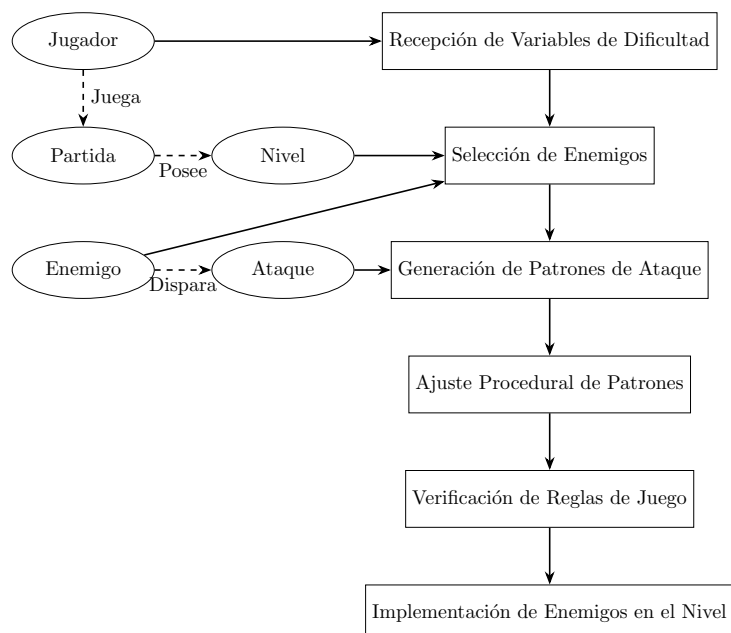 Jugador
Recepción de Variables de Dificultad
Juega
Partida
Posee
Nivel
Selección de Enemigos
Enemigo
Dispara
Ataque
Generación de Patrones de Ataque
Ajuste Procedural de Patrones
Verificación de Reglas de Juego
Implementación de Enemigos en el Nivel